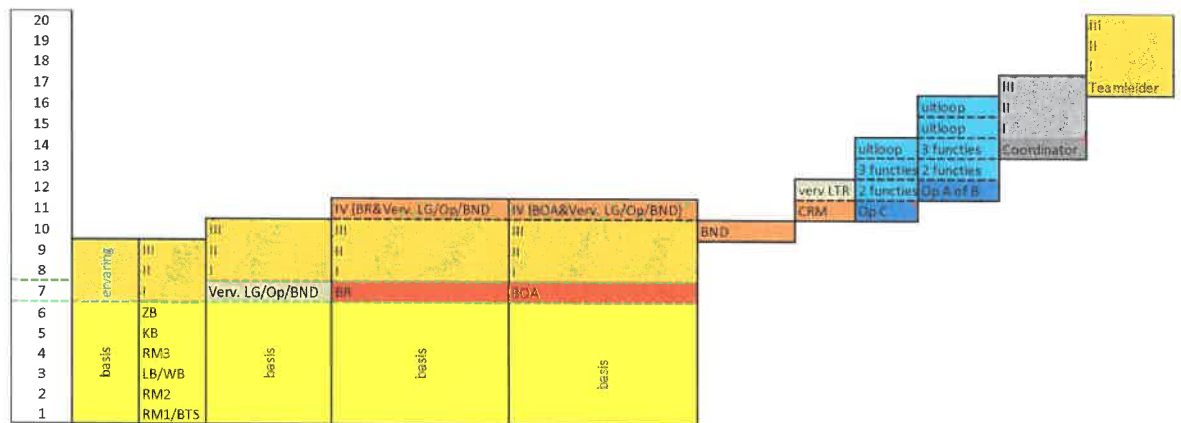 20
19
18
17
16
15
14
13
12
11
10
9
8
7
6
5
4
3
2
1
basis
ervaring
III
II
I
ZB
KB
RM3
LB/WB
RM2
RM1/BTS
III
II
I
Verv. LG/Op/BND
basis
IV (BR&Verv. LG/Op/BND
III
II
I
BR
basis
IV (BOA&Verv. LG/Op/BND)
III
II
I
BOA
basis
BND
verv LTR
CRM
uitloop
3 functies
2 functies
Op C
uitloop
uitloop
3 functies
2 functies
Op A of B
III
II
I
Coordinator
III
II
I
Teamleider